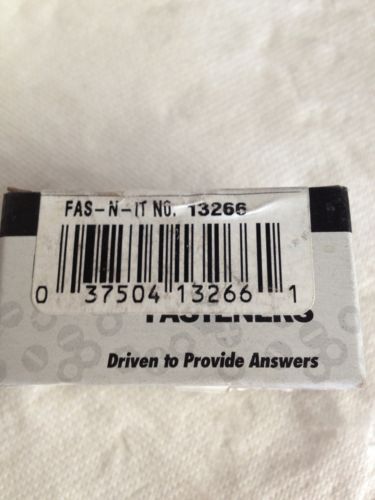 FAS-N-IT NO. 13266
0 37504 13266 1
FASTENERS
Driven to Provide Answers